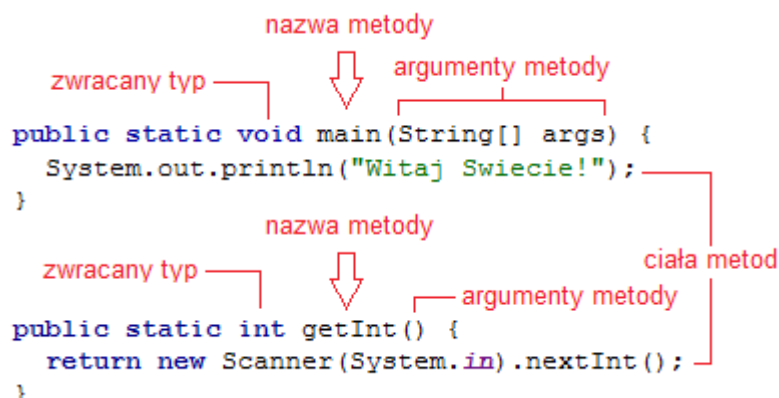 nazwa metody
zwracany typ
argumenty metody
public static void main(String[] args) {
System.out.println("Witaj Swiecie!");
}
nazwa metody
zwracany typ
ciała metod
argumenty metody
public static int getInt() {
return new Scanner(System.in).nextInt();
}